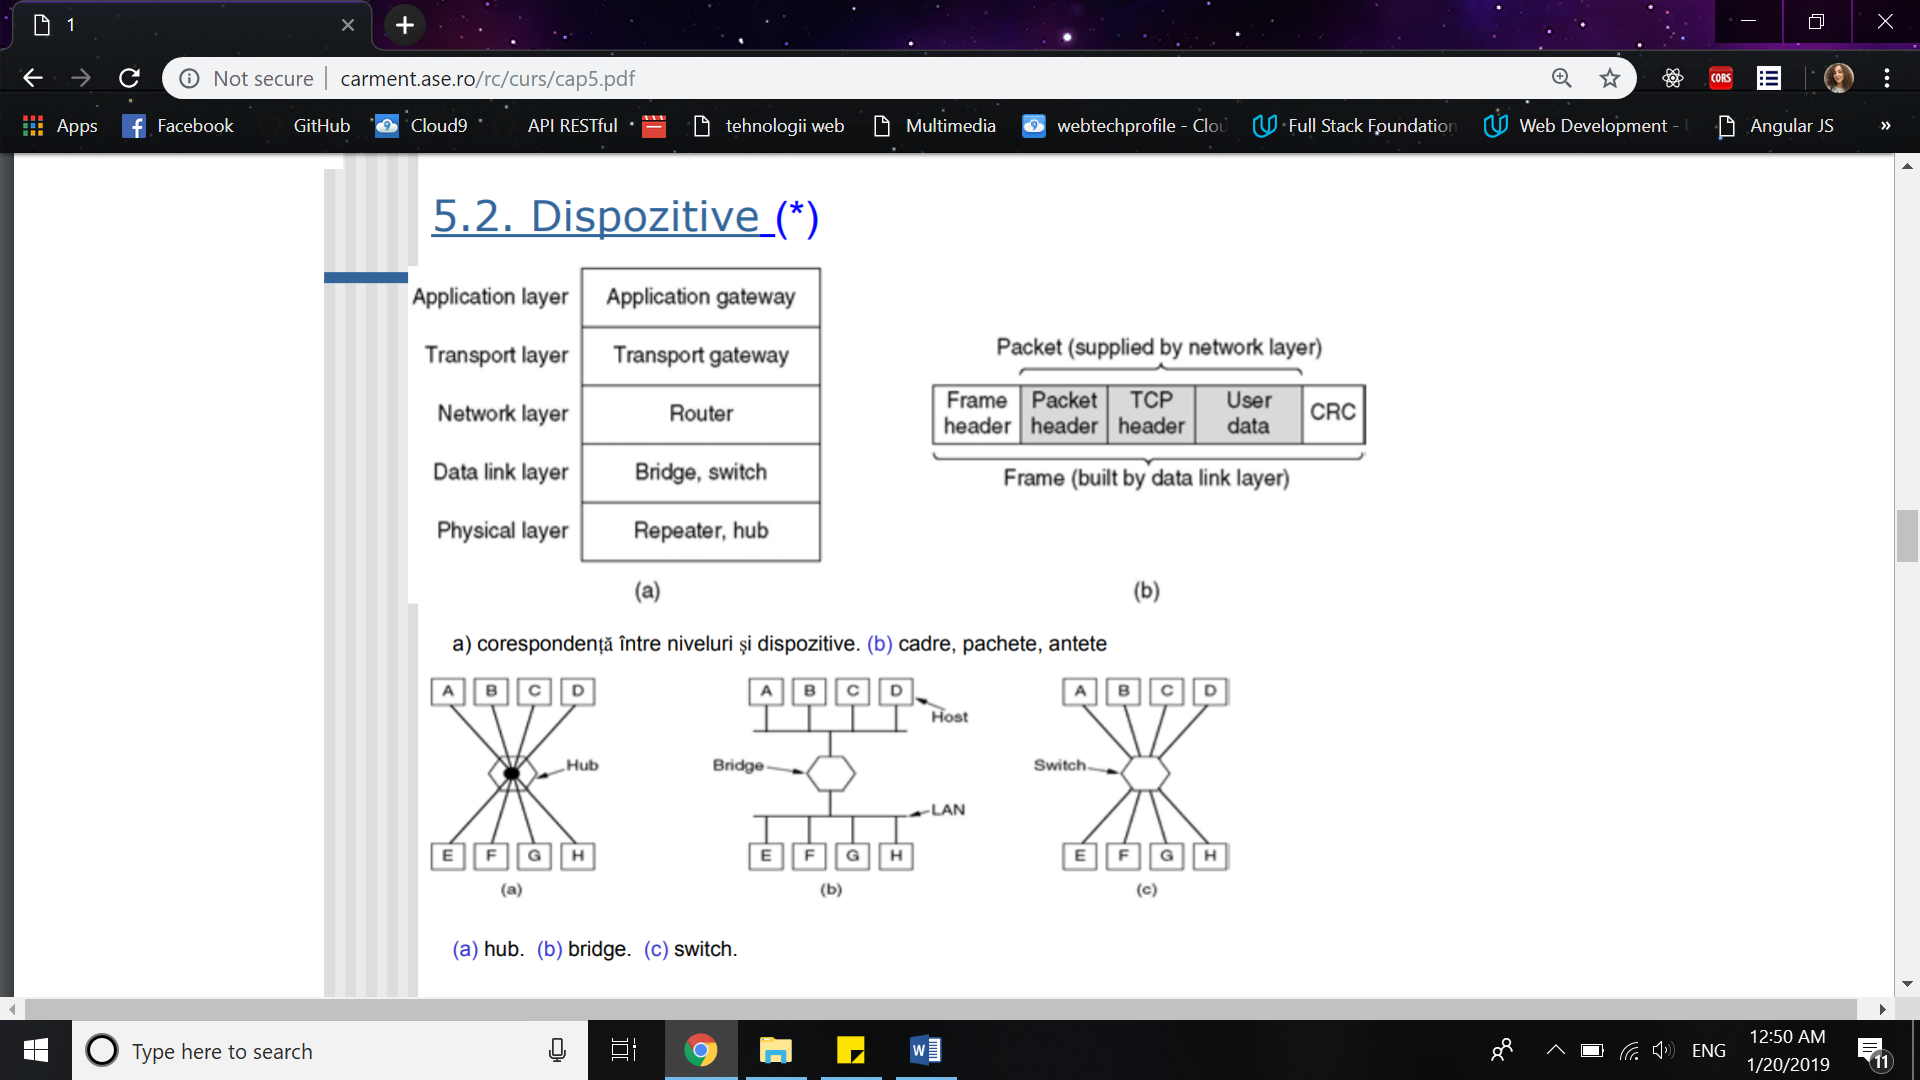 1
Not secure
carment.ase.ro/rc/curs/cap5.pdf
CORS
Apps
Facebook
GitHub
Cloud9
API RESTful
tehnologii web
Multimedia
webtechprofile - Clou
Full Stack Foundation
Web Development -
Angular JS
»
5.2. Dispozitive (*)
Application layer Application gateway
Transport layer Transport gateway
Network layer Router
Data link layer Bridge, switch
Physical layer Repeater, hub
(a)
Packet (supplied by network layer)
Frame header
Packet header
TCP header
User data
CRC
Frame (built by data link layer)
(b)
a) corespondență între niveluri și dispozitive. (b) cadre, pachete, antete
A B C D
Hub
E F G H
(a)
A B C D
Host
Bridge
LAN
E F G H
(b)
A B C D
Switch
E F G H
(c)
(a) hub. (b) bridge. (c) switch.
Type here to search
ENG
12:50 AM
1/20/2019
11